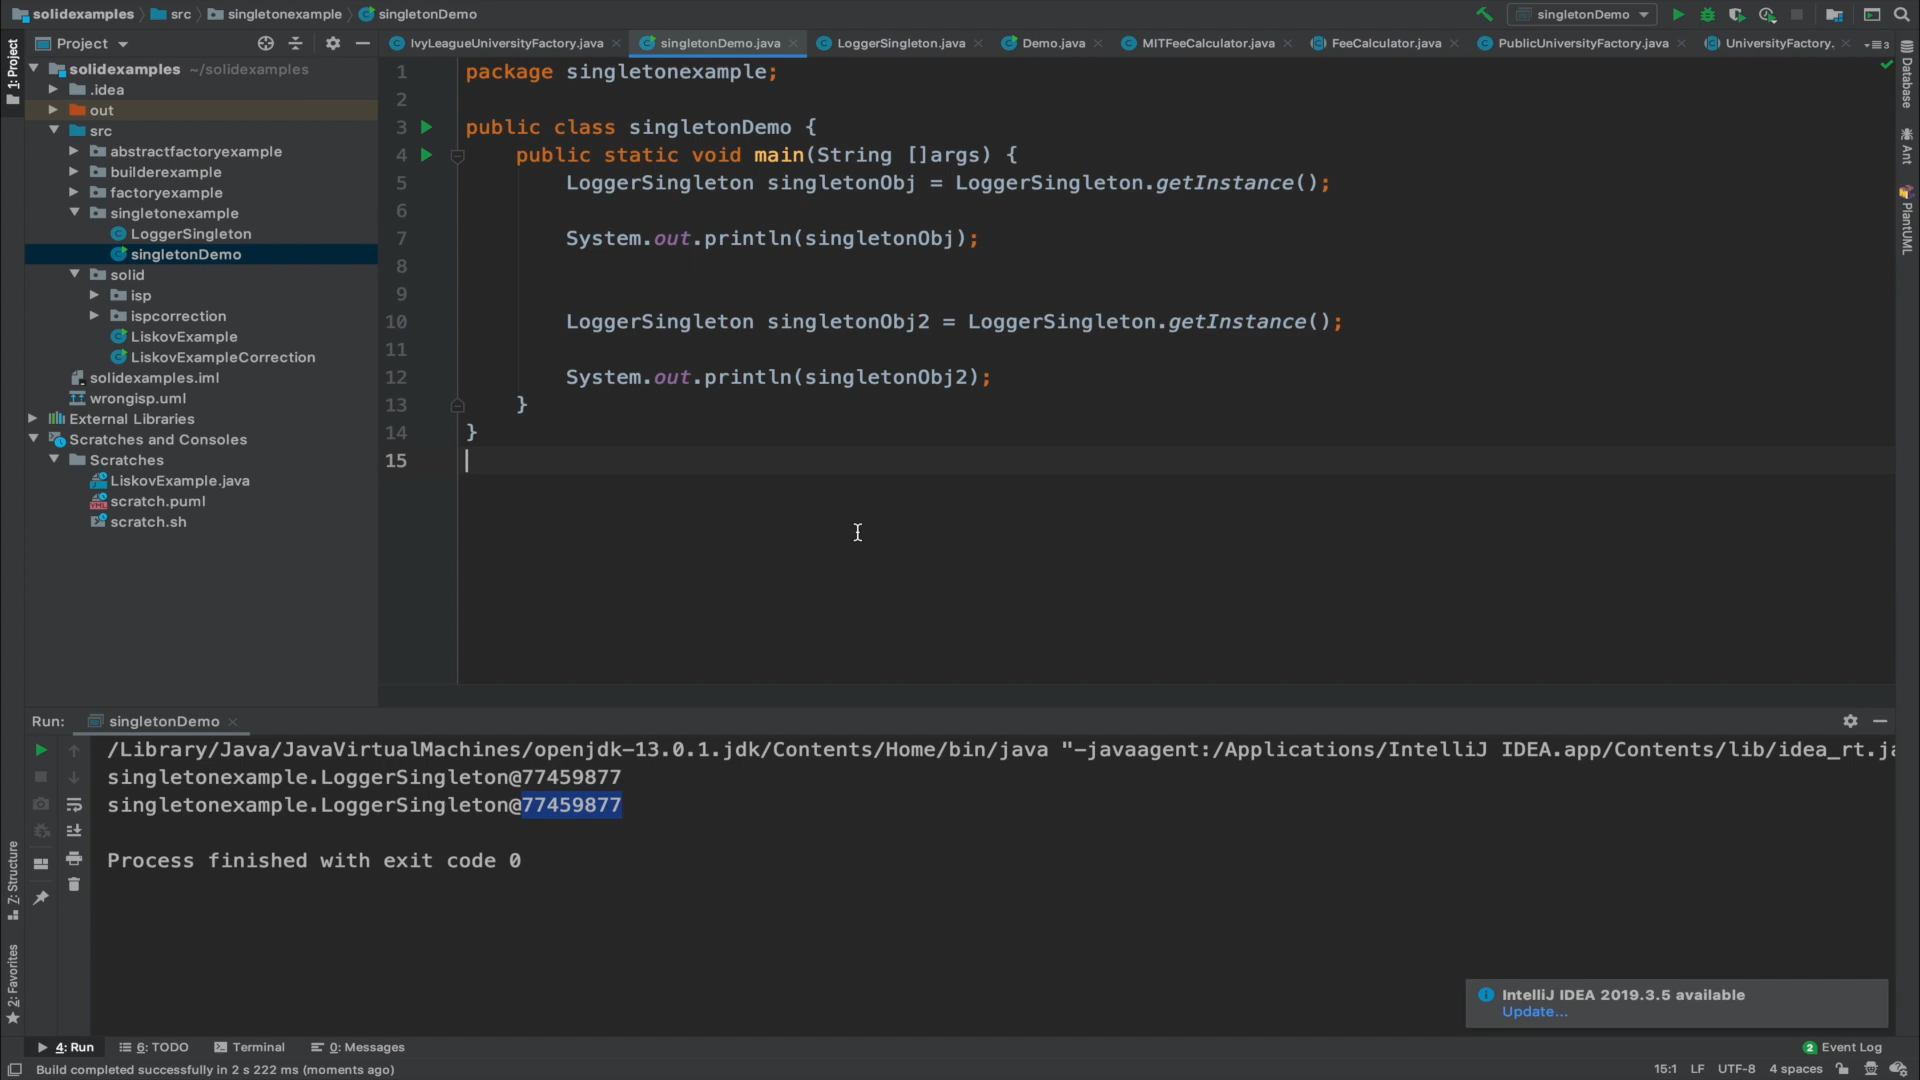 solidexamples src singletonexample singletonDemo
singletonDemo
Project
IvyLeagueUniversityFactory.java singletonDemo.java LoggerSingleton.java Demo.java MITFeeCalculator.java FeeCalculator.java PublicUniversityFactory.java UniversityFactory. 3
1: Project
solidexamples ~/solidexamples
.idea
out
src
abstractfactoryexample
builderexample
factoryexample
singletonexample
LoggerSingleton
singletonDemo
solid
isp
ispcorrection
LiskovExample
LiskovExampleCorrection
solidexamples.iml
wrongisp.uml
External Libraries
Scratches and Consoles
Scratches
LiskovExample.java
scratch.puml
scratch.sh
1 package singletonexample;
2
3 public class singletonDemo {
4 public static void main(String []args) {
5 LoggerSingleton singletonObj = LoggerSingleton.getInstance();
6
7 System.out.println(singletonObj);
8
9
10 LoggerSingleton singletonObj2 = LoggerSingleton.getInstance();
11
12 System.out.println(singletonObj2);
13 }
14 }
15
Database
Ant
PlantUML
Run: singletonDemo
/Library/Java/JavaVirtualMachines/openjdk-13.0.1.jdk/Contents/Home/bin/java "-javaagent:/Applications/IntelliJ IDEA.app/Contents/lib/idea_rt.ja
singletonexample.LoggerSingleton@77459877
singletonexample.LoggerSingleton@77459877
Process finished with exit code 0
Z: Structure
2: Favorites
IntelliJ IDEA 2019.3.5 available
Update...
4: Run 6: TODO Terminal 0: Messages
2 Event Log
Build completed successfully in 2 s 222 ms (moments ago)
15:1 LF UTF-8 4 spaces